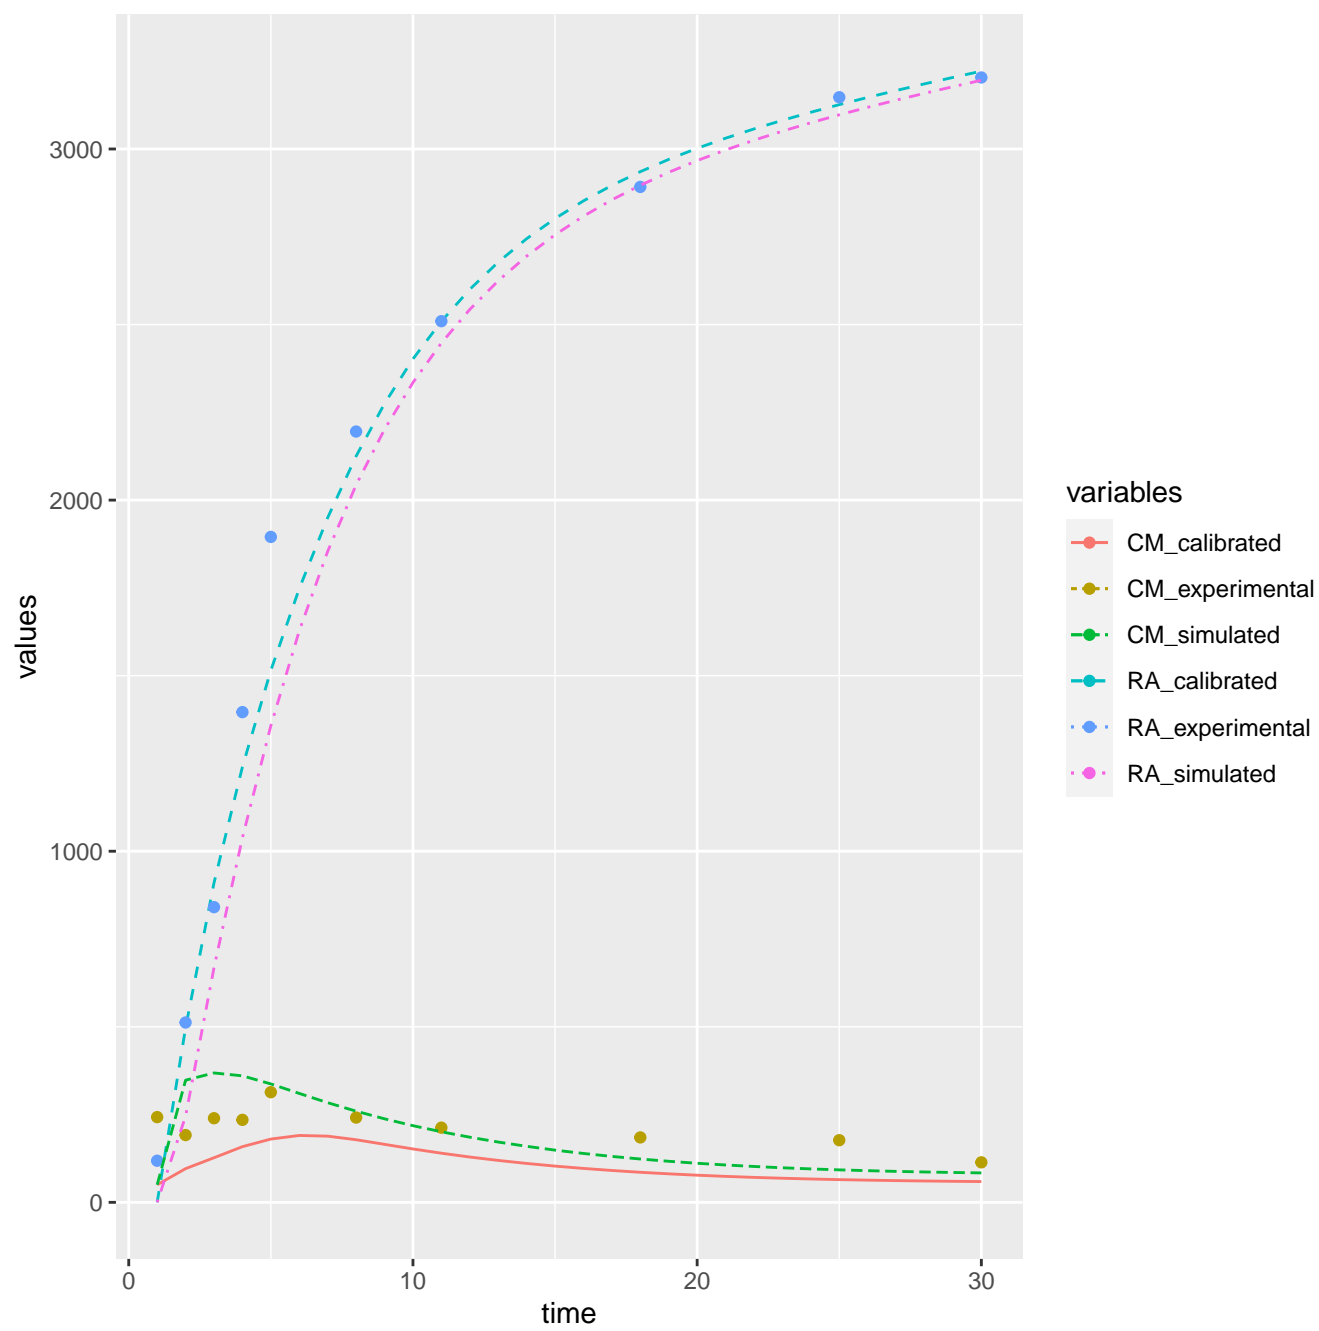 3000
2000
1000
0
values
0
10
20
30
time
variables
CM_calibrated
CM_experimental
CM_simulated
RA_calibrated
RA_experimental
RA_simulated